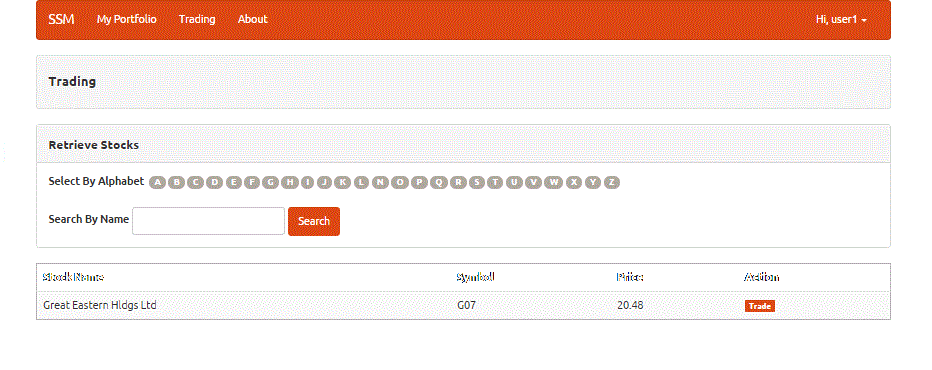 SSM My Portfolio Trading About Hi, user1
Trading
Retrieve Stocks
Select By Alphabet A B C D E F G H I J K L N O P Q R S T U V W X Y Z
Search By Name Search
Stock Name Symbol Price Action
Great Eastern Hldgs Ltd G07 20.48 Trade